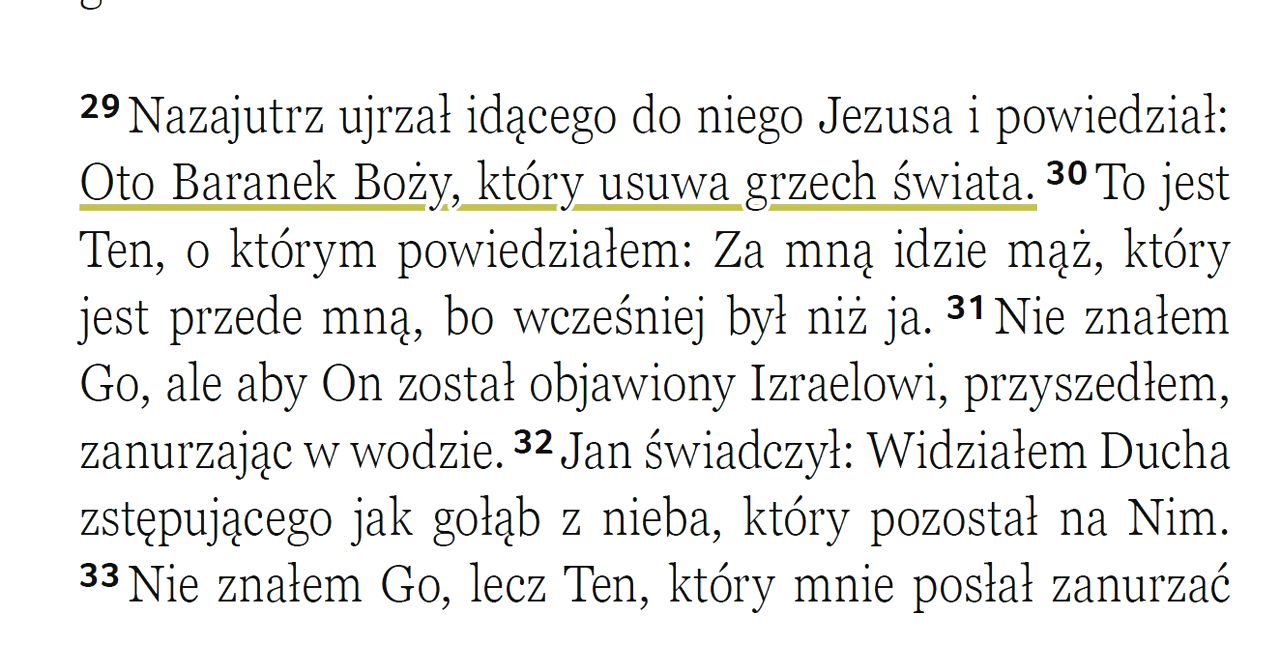 29 Nazajutrz ujrzał idącego do niego Jezusa i powiedział:
Oto Baranek Boży, który usuwa grzech świata. 30 To jest
Ten, o którym powiedziałem: Za mną idzie mąż, który
jest przede mną, bo wcześniej był niż ja. 31 Nie znałem
Go, ale aby On został objawiony Izraelowi, przyszedłem,
zanurzając w wodzie. 32 Jan świadczył: Widziałem Ducha
zstępującego jak gołąb z nieba, który pozostał na Nim.
33 Nie znałem Go, lecz Ten, który mnie posłał zanurzać